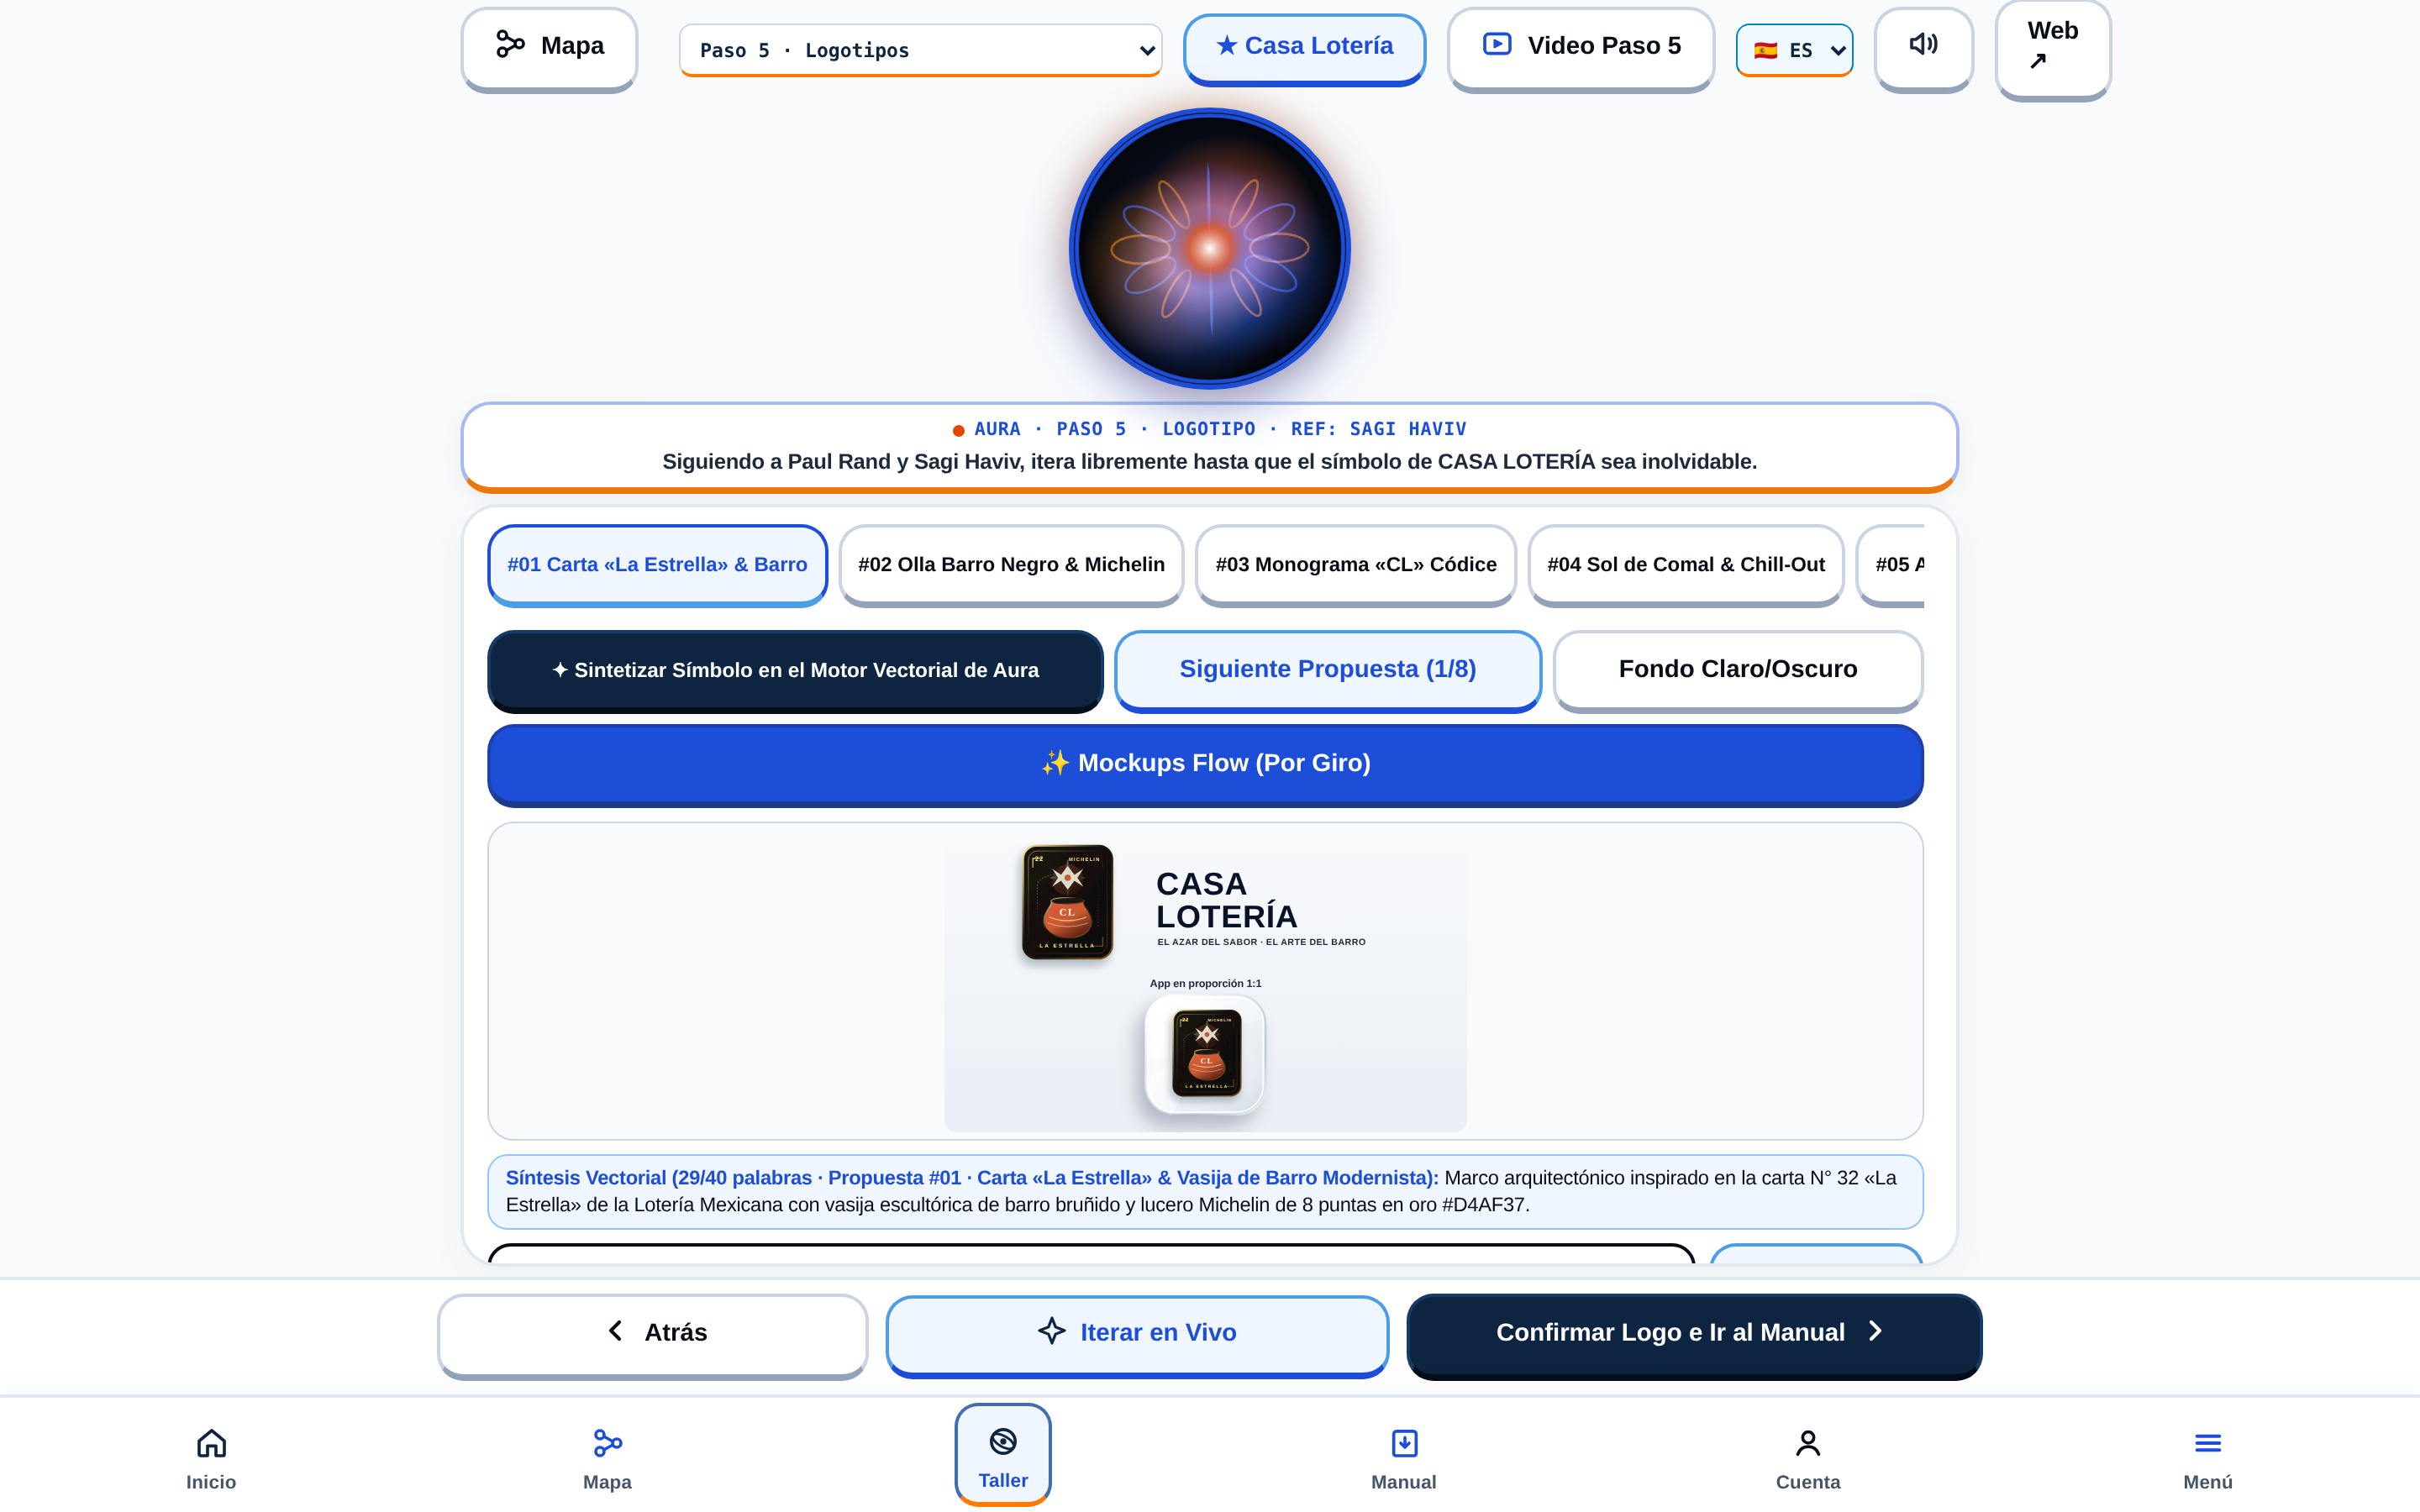 Mapa
Paso 5 · Logotipos
★ Casa Lotería
Video Paso 5
🇪🇸 ES
Web ↗
AURA · PASO 5 · LOGOTIPO · REF: SAGI HAVIV
Siguiendo a Paul Rand y Sagi Haviv, itera libremente hasta que el símbolo de CASA LOTERÍA sea inolvidable.
#01 Carta «La Estrella» & Barro
#02 Olla Barro Negro & Michelin
#03 Monograma «CL» Códice
#04 Sol de Comal & Chill-Out
#05
✦ Sintetizar Símbolo en el Motor Vectorial de Aura
Siguiente Propuesta (1/8)
Fondo Claro/Oscuro
✨ Mockups Flow (Por Giro)
MICHELIN
CL
LA ESTRELLA
CASA
LOTERÍA
EL AZAR DEL SABOR · EL ARTE DEL BARRO
App en proporción 1:1
MICHELIN
CL
LA ESTRELLA
Síntesis Vectorial (29/40 palabras · Propuesta #01 · Carta «La Estrella» & Vasija de Barro Modernista): Marco arquitectónico inspirado en la carta N° 32 «La
Estrella» de la Lotería Mexicana con vasija escultórica de barro bruñido y lucero Michelin de 8 puntas en oro #D4AF37.
Atrás
Iterar en Vivo
Confirmar Logo e Ir al Manual
Inicio
Mapa
Taller
Manual
Cuenta
Menú